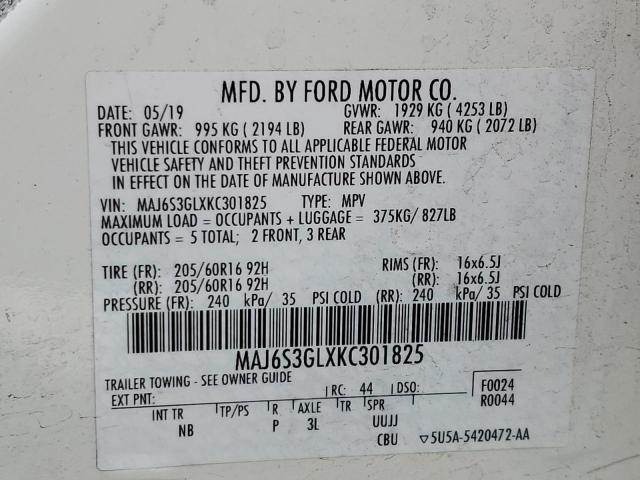 MFD. BY FORD MOTOR CO.
DATE: 05/19 GVWR: 1929 KG ( 4253 LB)
FRONT GAWR: 995 KG ( 2194 LB) REAR GAWR: 940 KG ( 2072 LB)
THIS VEHICLE CONFORMS TO ALL APPLICABLE FEDERAL MOTOR
VEHICLE SAFETY AND THEFT PREVENTION STANDARDS
IN EFFECT ON THE DATE OF MANUFACTURE SHOWN ABOVE.
VIN: MAJ6S3GLXKC301825 TYPE: MPV
MAXIMUM LOAD = OCCUPANTS + LUGGAGE = 375KG/ 827LB
OCCUPANTS = 5 TOTAL; 2 FRONT, 3 REAR
TIRE (FR): 205/60R16 92H RIMS (FR): 16x6.5J
(RR): 205/60R16 92H (RR): 16x6.5J
PRESSURE (FR): 240 kPa/ 35 PSI COLD (RR): 240 kPa/ 35 PSI COLD
MAJ6S3GLXKC301825
TRAILER TOWING - SEE OWNER GUIDE
EXT PNT: RC: 44 DSO: F0024
R0044
INT TR TP/PS R AXLE TR SPR
NB P 3L UUJJ
CBU ▽5U5A-5420472-AA